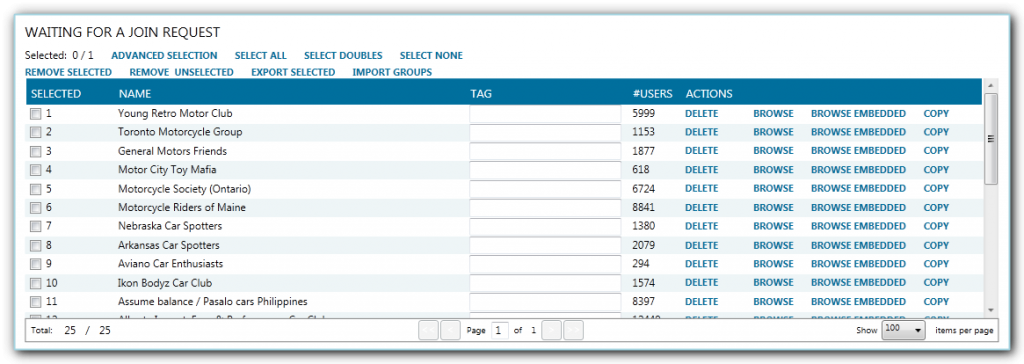 WAITING FOR A JOIN REQUEST
Selected: 0 / 1 ADVANCED SELECTION SELECT ALL SELECT DOUBLES SELECT NONE
REMOVE SELECTED REMOVE UNSELECTED EXPORT SELECTED IMPORT GROUPS
SELECTED NAME TAG #USERS ACTIONS
1 Young Retro Motor Club 5999 DELETE BROWSE BROWSE EMBEDDED COPY
2 Toronto Motorcycle Group 1153 DELETE BROWSE BROWSE EMBEDDED COPY
3 General Motors Friends 1877 DELETE BROWSE BROWSE EMBEDDED COPY
4 Motor City Toy Mafia 618 DELETE BROWSE BROWSE EMBEDDED COPY
5 Motorcycle Society (Ontario) 6724 DELETE BROWSE BROWSE EMBEDDED COPY
6 Motorcycle Riders of Maine 8841 DELETE BROWSE BROWSE EMBEDDED COPY
7 Nebraska Car Spotters 1380 DELETE BROWSE BROWSE EMBEDDED COPY
8 Arkansas Car Spotters 2079 DELETE BROWSE BROWSE EMBEDDED COPY
9 Aviano Car Enthusiasts 294 DELETE BROWSE BROWSE EMBEDDED COPY
10 Ikon Bodyz Car Club 1574 DELETE BROWSE BROWSE EMBEDDED COPY
11 Assume balance / Pasalo cars Philippines 8397 DELETE BROWSE BROWSE EMBEDDED COPY
Total: 25 / 25 Page 1 of 1 Show 100 items per page